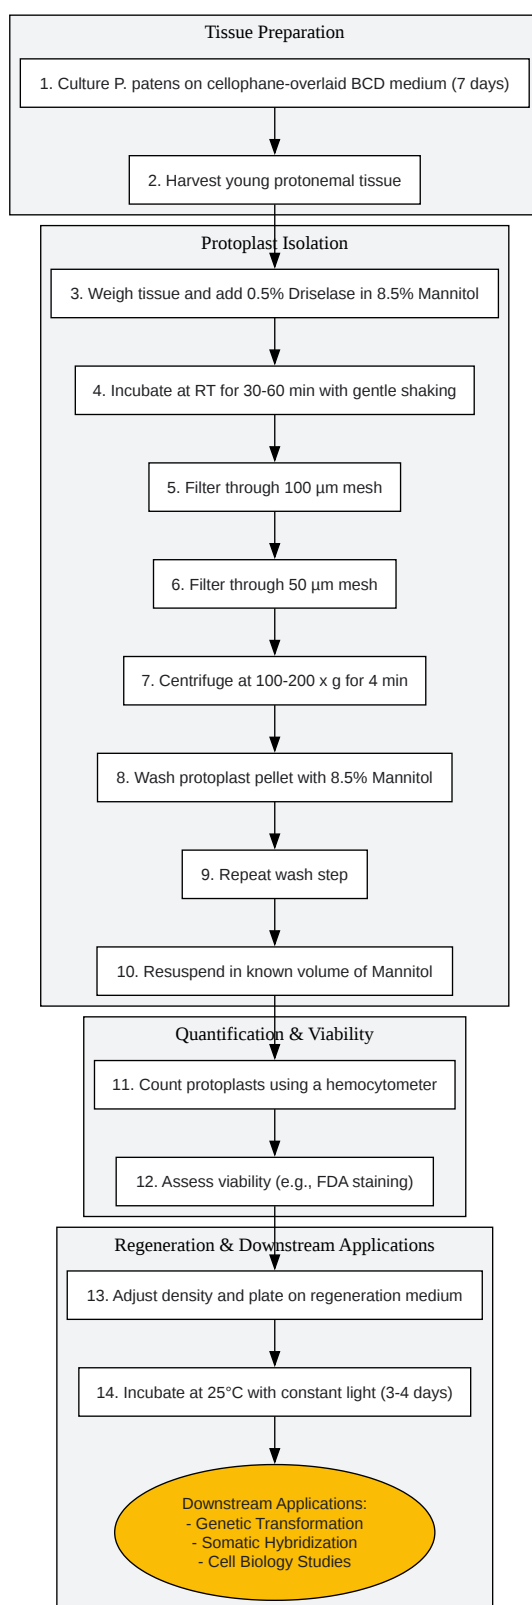 Tissue Preparation
1. Culture P. patens on cellophane-overlaid BCD medium (7 days)
2. Harvest young protonemal tissue
Protoplast Isolation
3. Weigh tissue and add 0.5% Driselase in 8.5% Mannitol
4. Incubate at RT for 30-60 min with gentle shaking
5. Filter through 100 µm mesh
6. Filter through 50 µm mesh
7. Centrifuge at 100-200 x g for 4 min
8. Wash protoplast pellet with 8.5% Mannitol
9. Repeat wash step
10. Resuspend in known volume of Mannitol
Quantification & Viability
11. Count protoplasts using a hemocytometer
12. Assess viability (e.g., FDA staining)
Regeneration & Downstream Applications
13. Adjust density and plate on regeneration medium
14. Incubate at 25°C with constant light (3-4 days)
Downstream Applications:
- Genetic Transformation
- Somatic Hybridization
- Cell Biology Studies